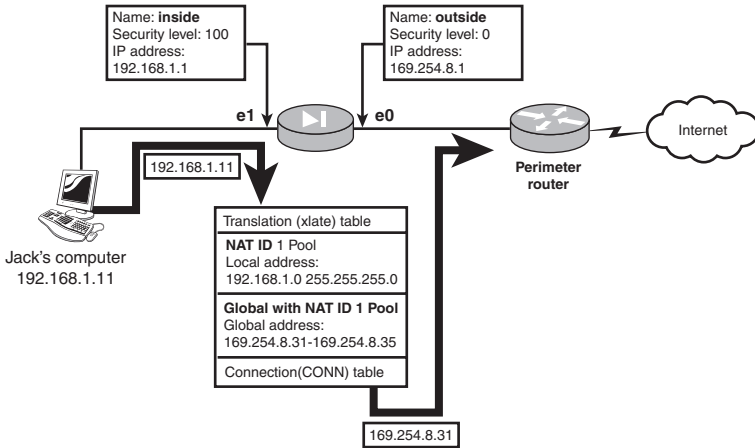 Name: inside
Security level: 100
IP address:
192.168.1.1
Name: outside
Security level: 0
IP address:
169.254.8.1
e1
e0
Internet
192.168.1.11
Perimeter
router
Jack's computer
192.168.1.11
Translation (xlate) table
NAT ID 1 Pool
Local address:
192.168.1.0 255.255.255.0
Global with NAT ID 1 Pool
Global address:
169.254.8.31-169.254.8.35
Connection(CONN) table
169.254.8.31